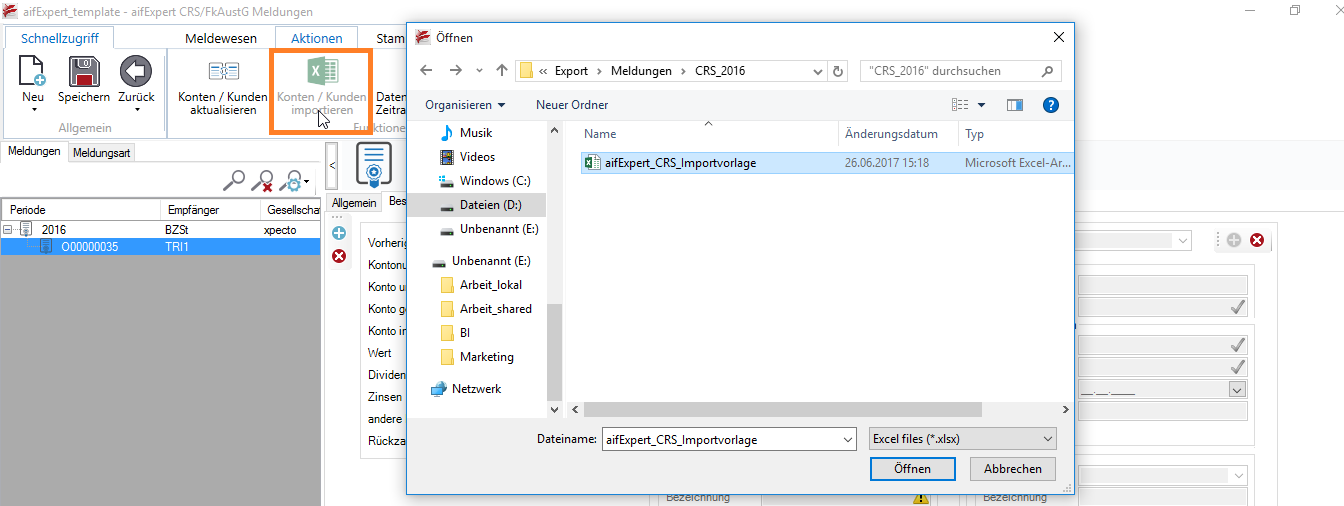 aifExpert_template - aifExpert CRS/FkAustG Meldungen
Schnellzugriff
Meldewesen
Aktionen
Stam
Neu
Speichern
Zurück
Konten / Kunden
aktualisieren
Konten / Kunden
importieren
Daten
Zeitra
Allgemein
Funktione
Meldungen
Meldungsart
<
Periode
Empfänger
Gesellscha
2016
BZSt
xpecto
O00000035
TRI1
Allgemein
Bes
Vorherig
Kontonu
Konto u
Konto ge
Konto in
Wert
Dividen
Zinsen
andere
Rückza
Öffnen
« Export > Meldungen > CRS_2016
"CRS_2016" durchsuchen
Organisieren
Neuer Ordner
Musik
Videos
Windows (C:)
Dateien (D:)
Unbenannt (E:)
Unbenannt (E:)
Arbeit_lokal
Arbeit_shared
BI
Marketing
Netzwerk
Name
Änderungsdatum
Typ
aifExpert_CRS_Importvorlage
26.06.2017 15:18
Microsoft Excel-Ar...
Dateiname:
aifExpert_CRS_Importvorlage
Excel files (*.xlsx)
Öffnen
Abbrechen
__.__.____
Bezeichnung
Bezeichnung